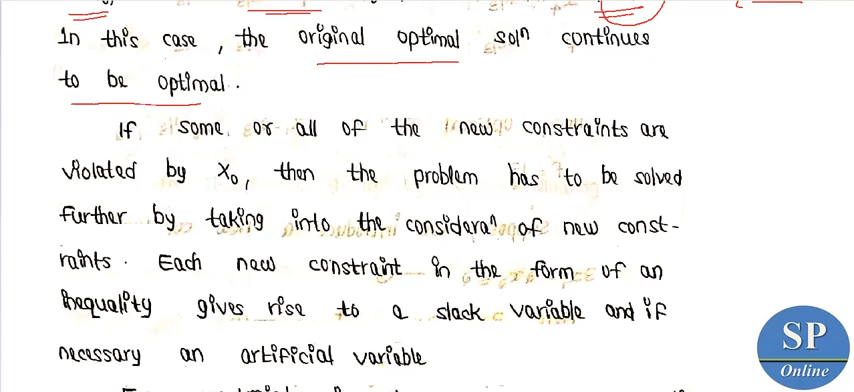 In this case, the original optimal solⁿ continues
to be optimal.
If some or all of the new constraints are
violated by X₀, then the problem has to be solved
further by taking into the consideraⁿ of new const-
raints. Each new constraint in the form of an
inequality gives rise to a slack variable and if
necessary an artificial variable
SP
Online